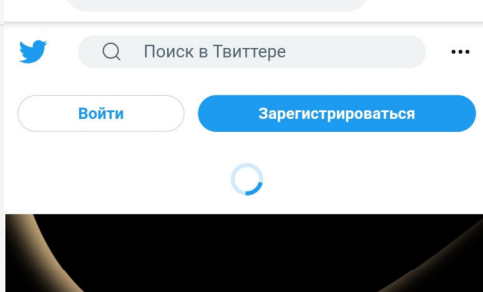 Поиск в Твиттере
Войти
Зарегистрироваться